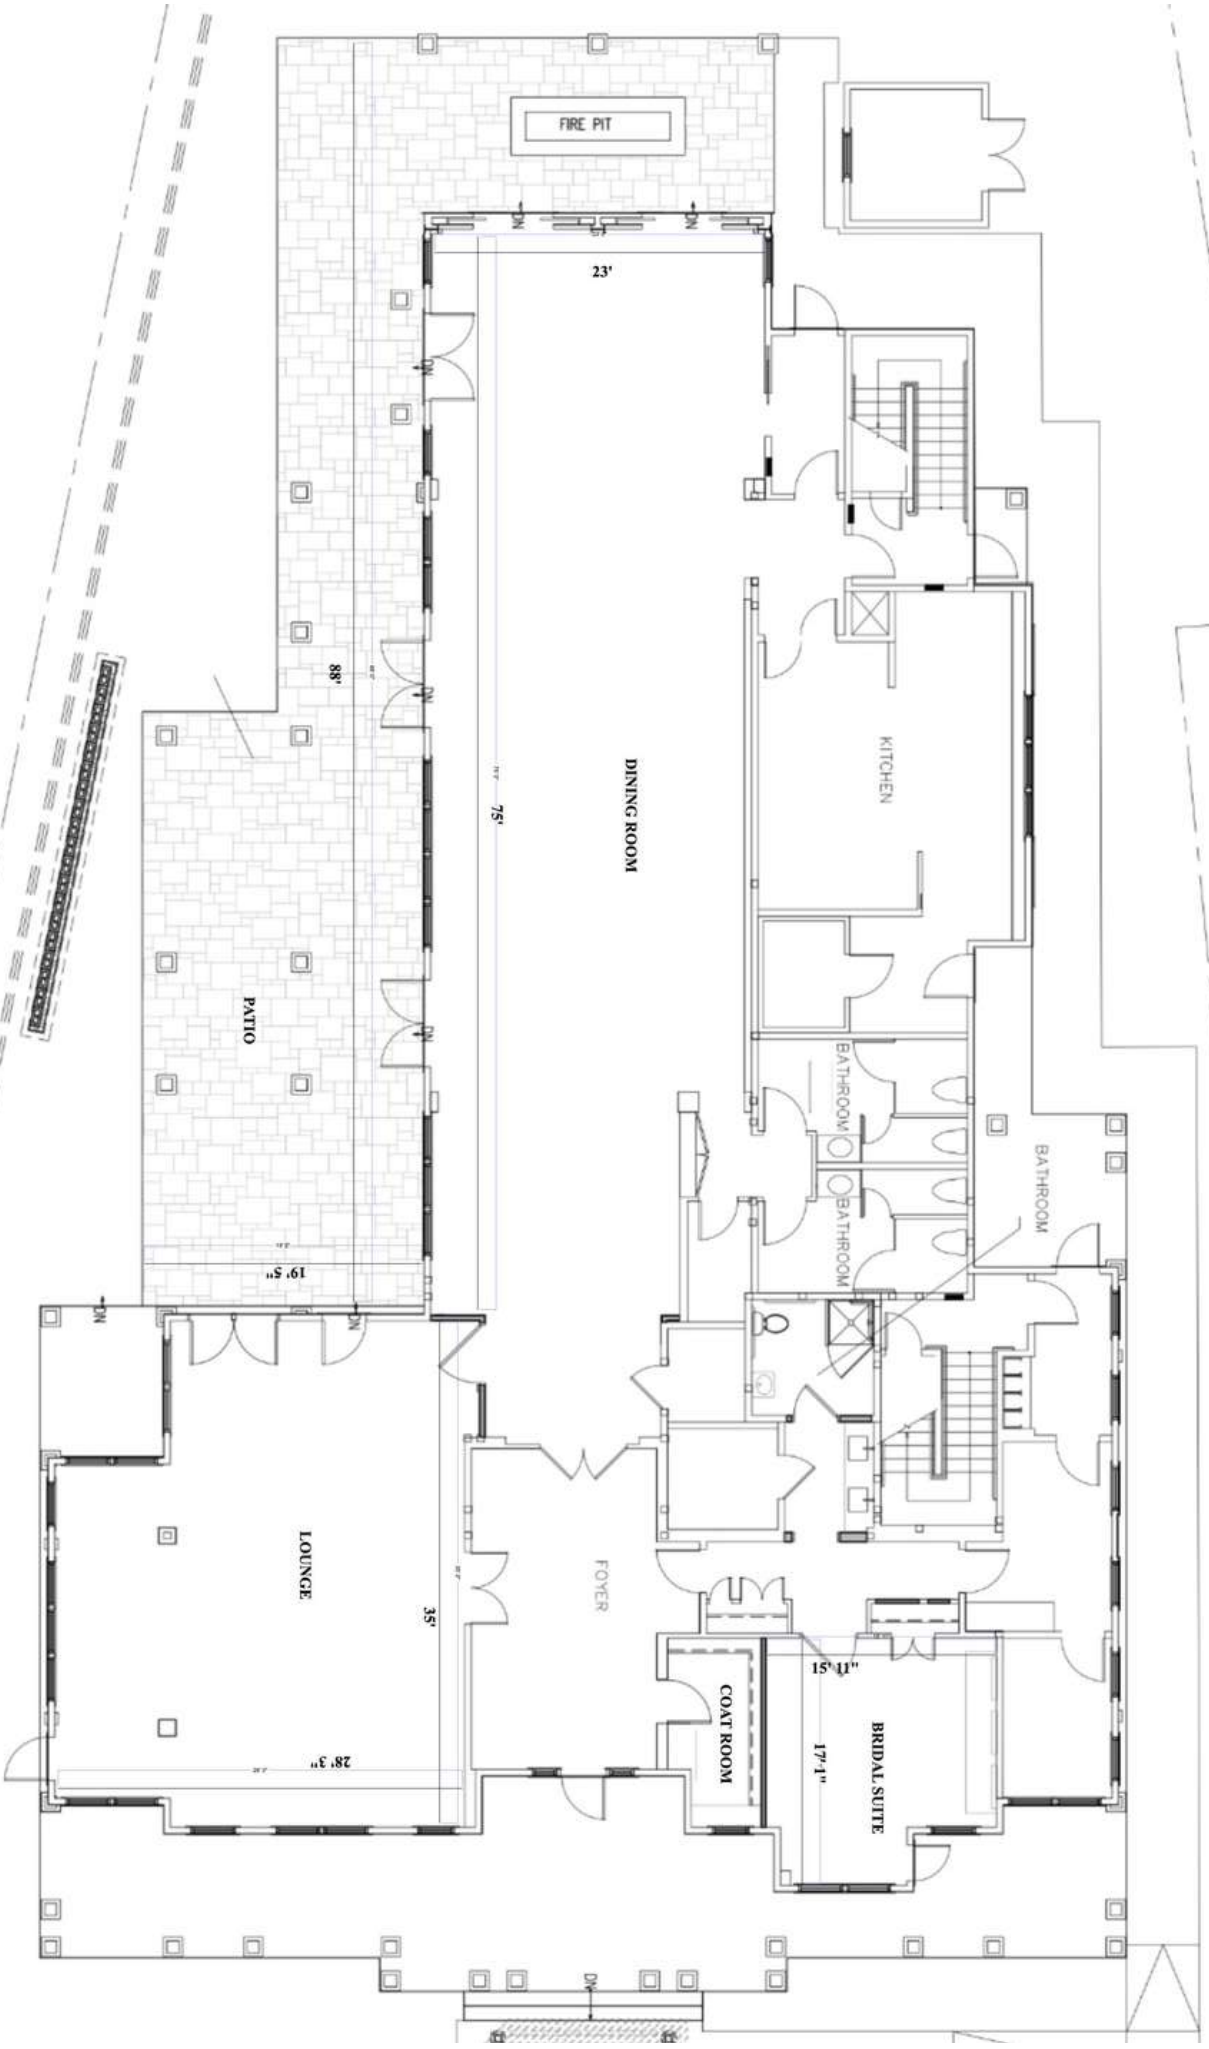 FIRE PIT
DN
DN
23'
DN
88'
DN
KITCHEN
DINING ROOM
75'
PATIO
DN
BATHROOM
BATHROOM
BATHROOM
19' 5"
DN
DN
LOUNGE
35'
FOYER
15' 11"
COAT ROOM
BRIDAL SUITE
17'-1"
28' 3"
DN